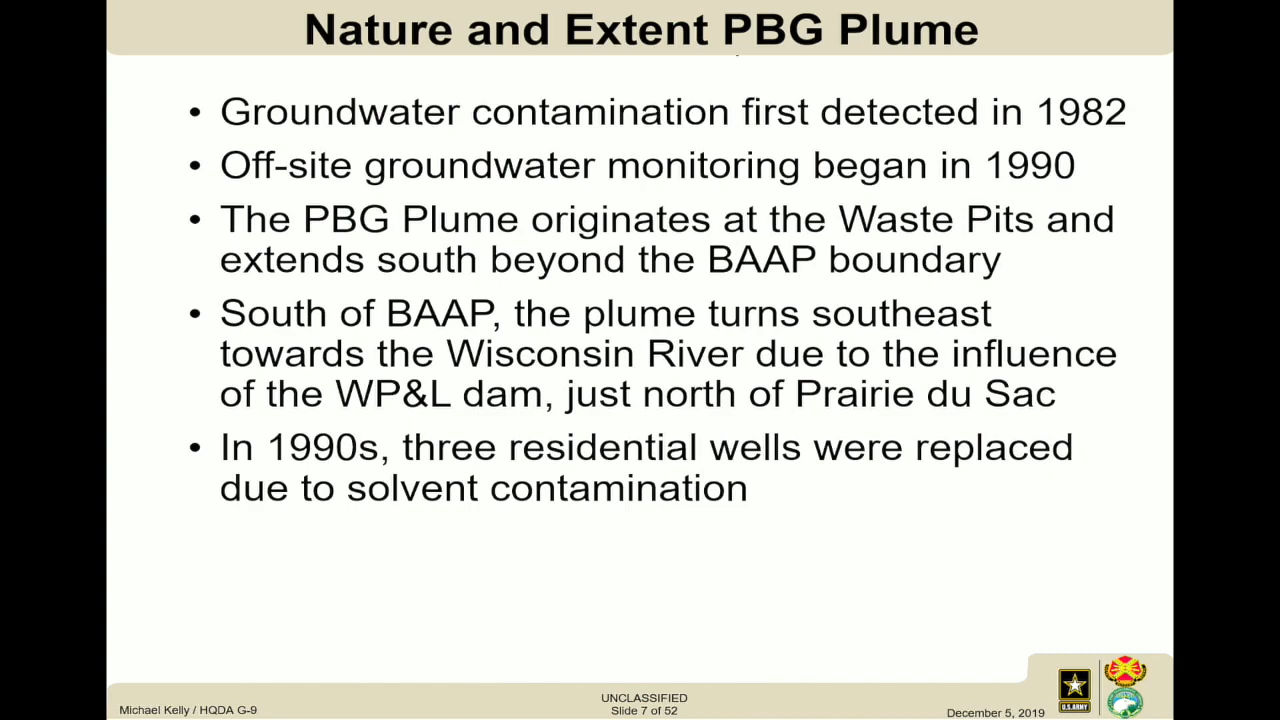 Nature and Extent PBG Plume
• Groundwater contamination first detected in 1982
• Off-site groundwater monitoring began in 1990
• The PBG Plume originates at the Waste Pits and
extends south beyond the BAAP boundary
• South of BAAP, the plume turns southeast
towards the Wisconsin River due to the influence
of the WP&L dam, just north of Prairie du Sac
• In 1990s, three residential wells were replaced
due to solvent contamination
Michael Kelly / HQDA G-9
UNCLASSIFIED
Slide 7 of 52
U.S. ARMY
December 5, 2019